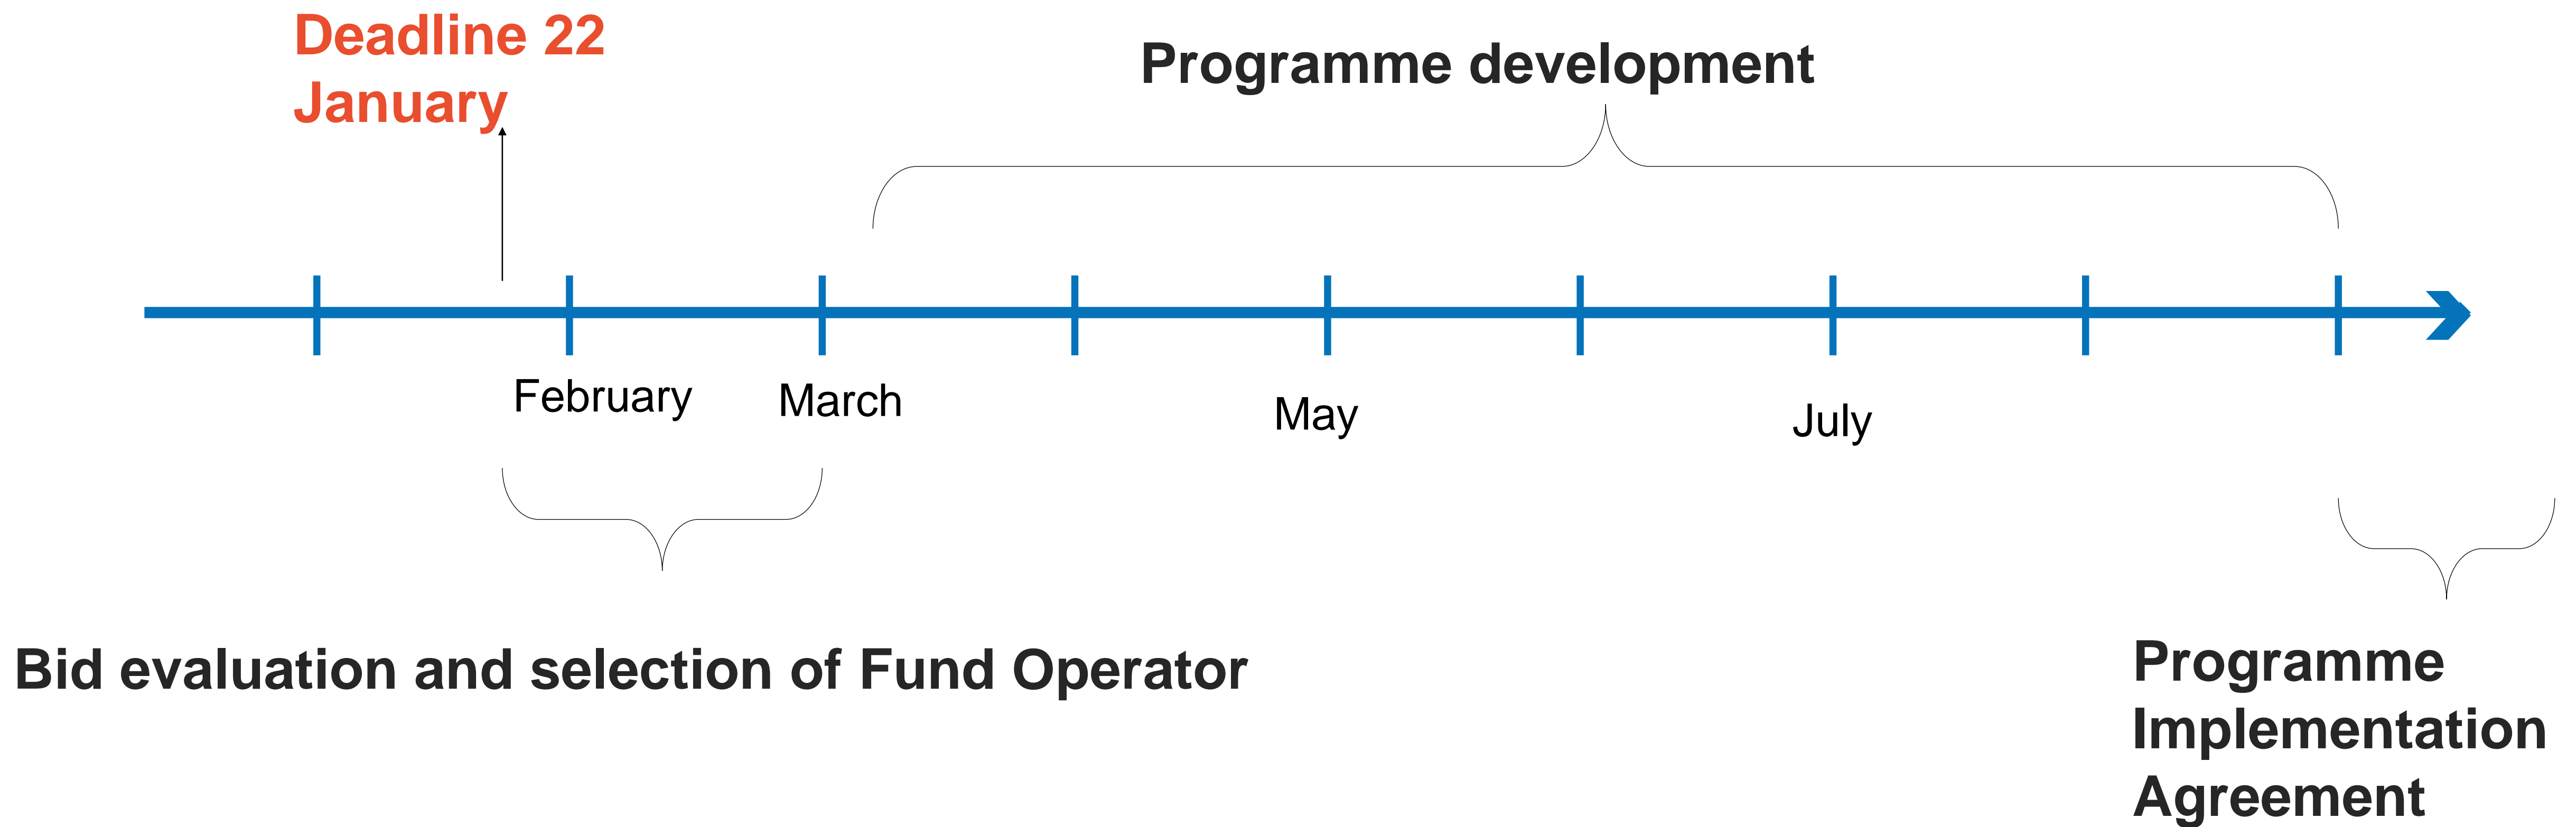 Deadline 22
January
Programme development
February
March
May
July
Bid evaluation and selection of Fund Operator
Programme
Implementation
Agreement